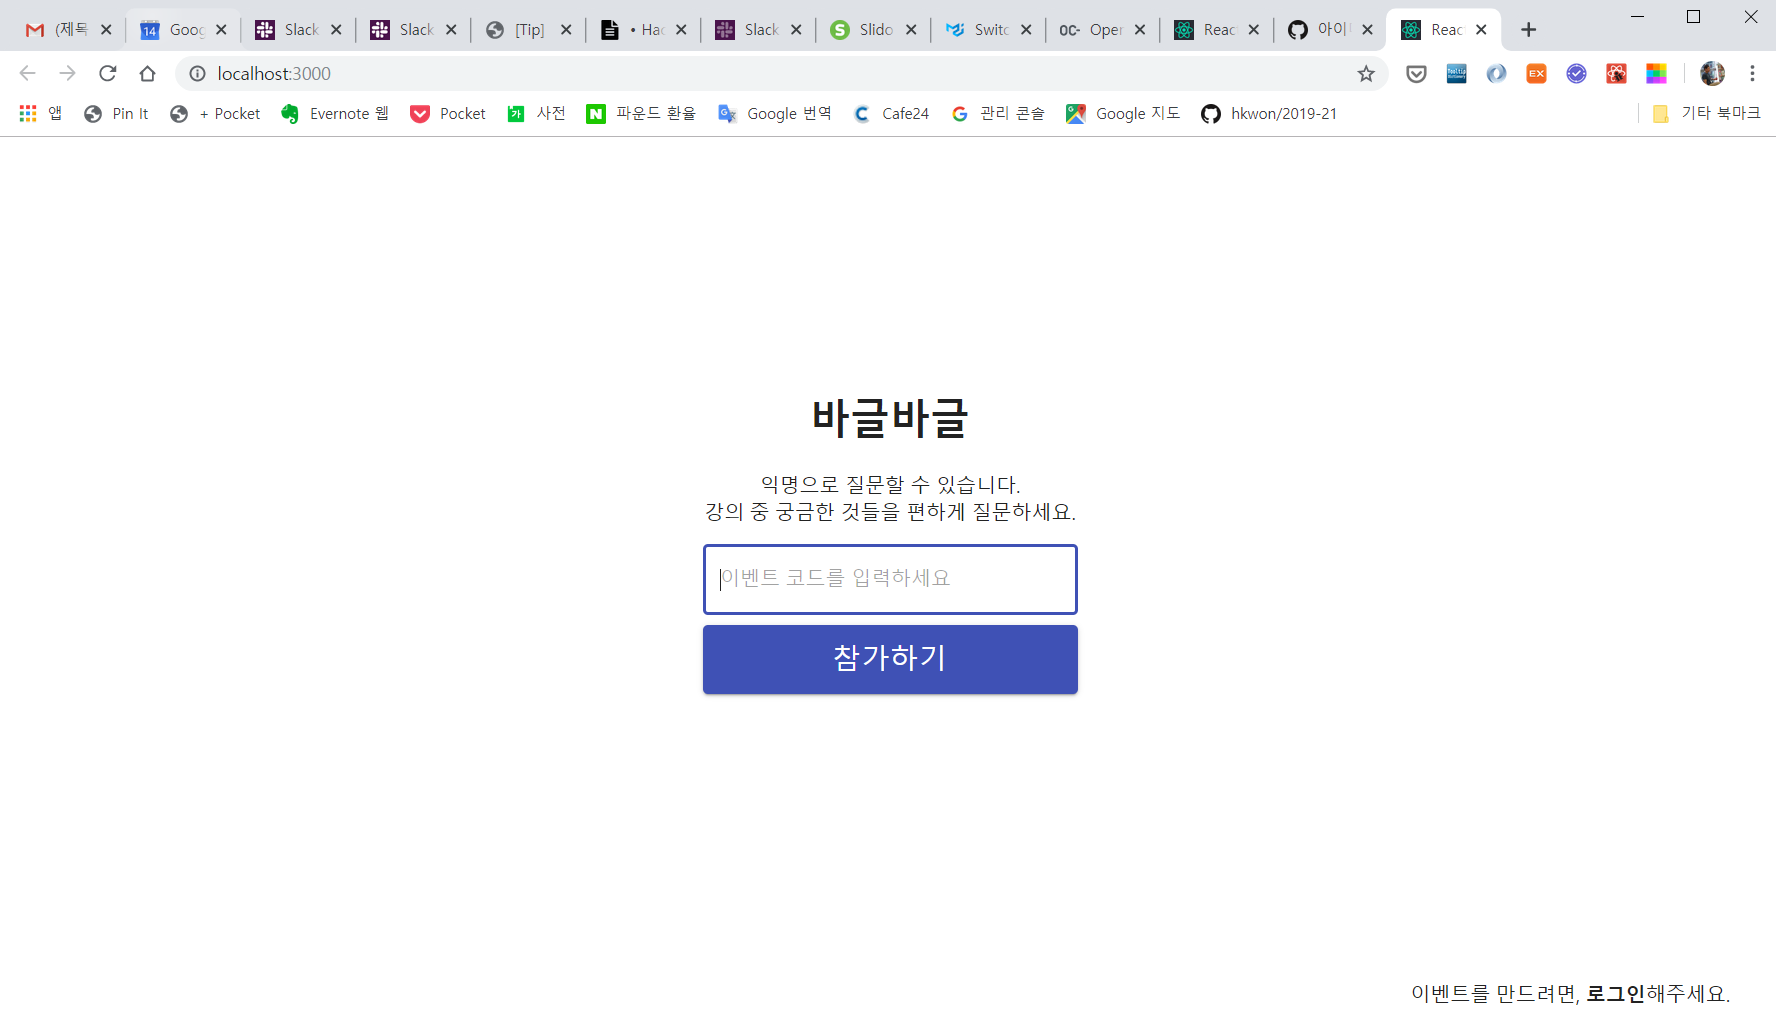 (제목
Goog
Slack
Slack
[Tip]
• Hac
Slack
Slido
Switc
OC- Open
React
아이
React
localhost:3000
앱 Pin It + Pocket Evernote 웹 Pocket 사전 파운드 환율 Google 번역 Cafe24 관리 콘솔 Google 지도 hkwon/2019-21 기타 북마크
바글바글
익명으로 질문할 수 있습니다.
강의 중 궁금한 것들을 편하게 질문하세요.
이벤트 코드를 입력하세요
참가하기
이벤트를 만드려면, 로그인해주세요.